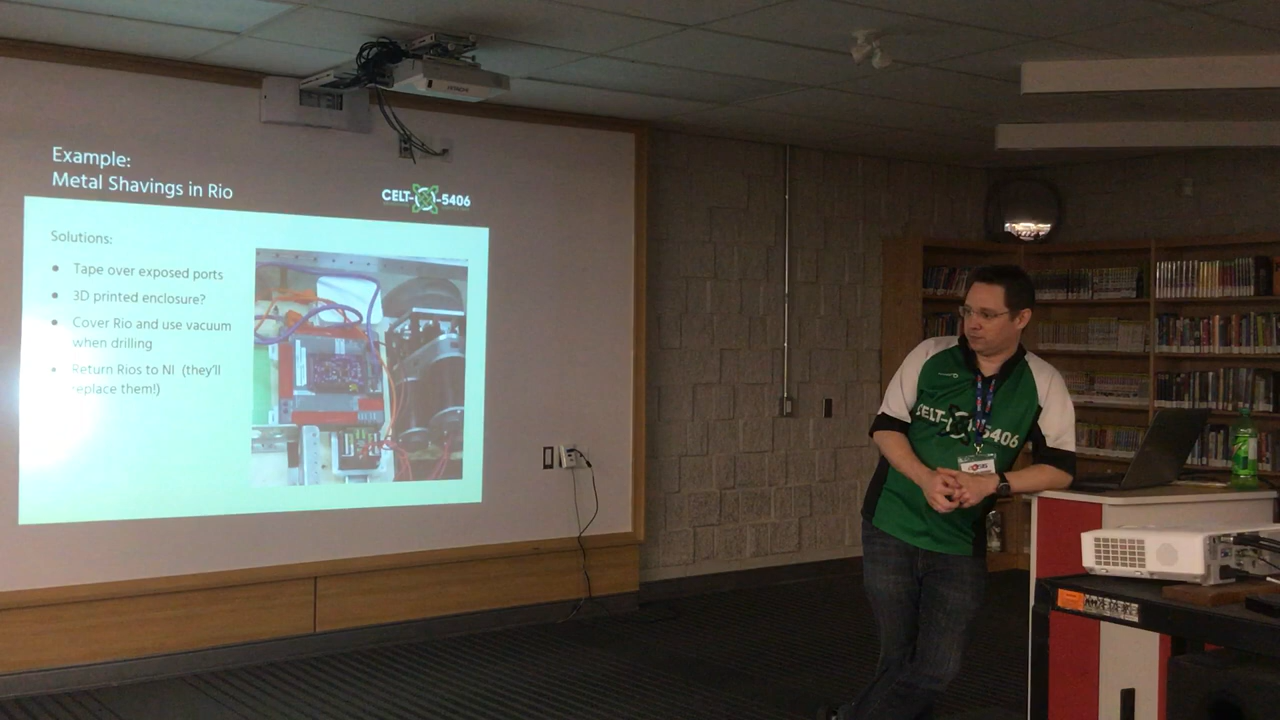 Example:
Metal Shavings in Rio
CELT-X-5406
Solutions:
Tape over exposed ports
3D printed enclosure?
Cover Rio and use vacuum
when drilling
Return Rios to NI (they'll
replace them!)
HITACHI
CELT-X-5406